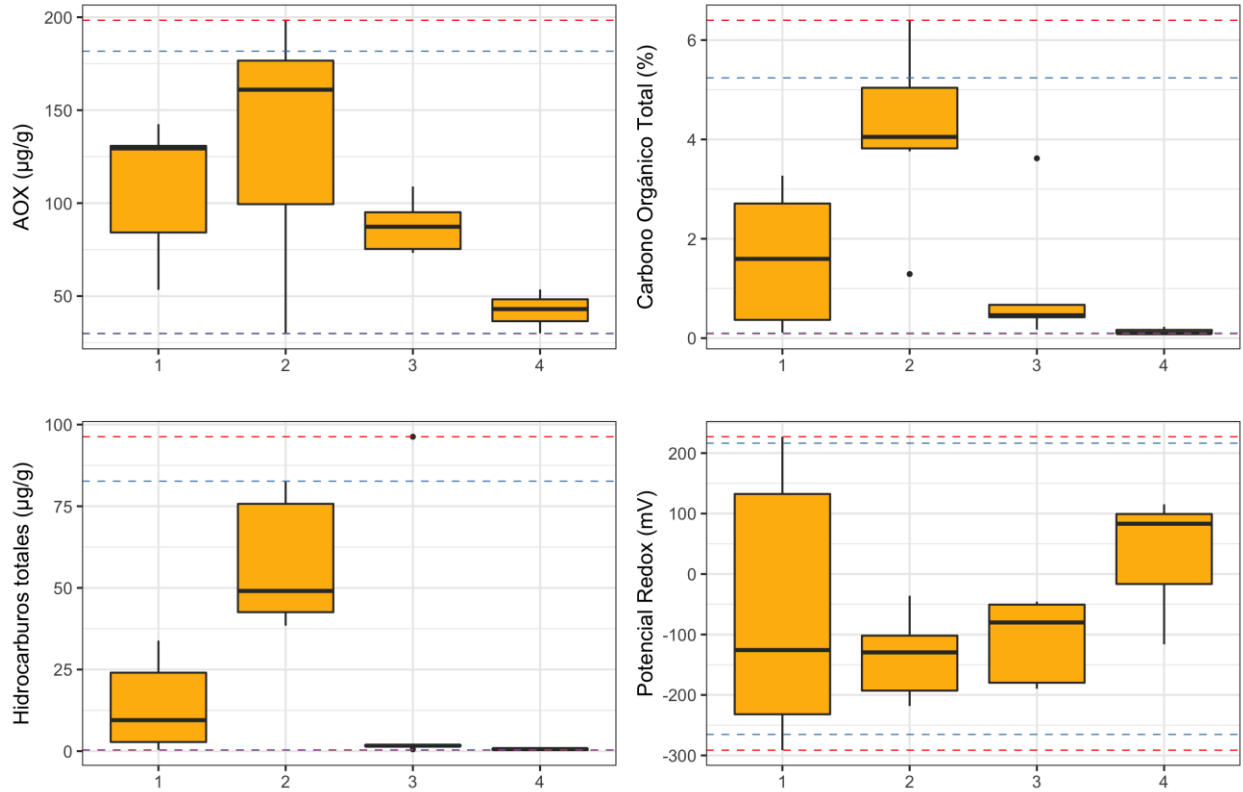 AOX (µg/g)
200
150
100
50
1 2 3 4
Carbono Orgánico Total (%)
6
4
2
0
1 2 3 4
Hidrocarburos totales (µg/g)
100
75
50
25
0
1 2 3 4
Potencial Redox (mV)
200
100
0
-100
-200
-300
1 2 3 4